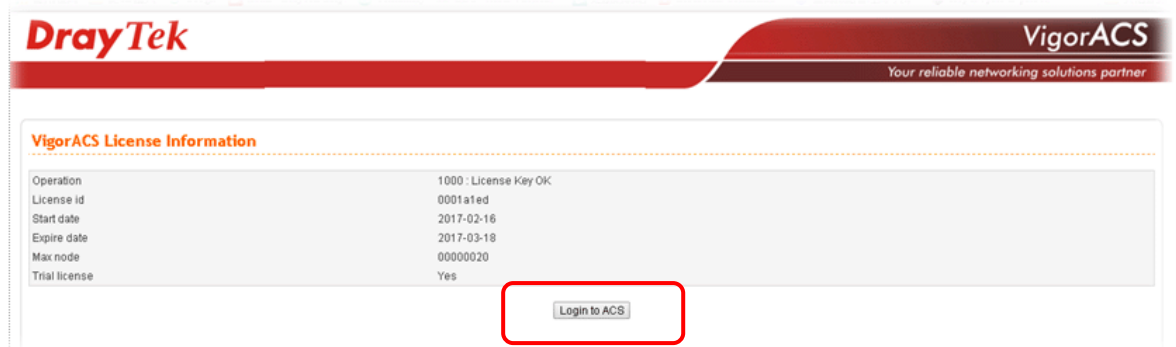 DrayTek
VigorACS
Your reliable networking solutions partner
VigorACS License Information
Operation 1000 : License Key OK
License id 0001a1ed
Start date 2017-02-16
Expire date 2017-03-18
Max node 00000020
Trial license Yes
Login to ACS